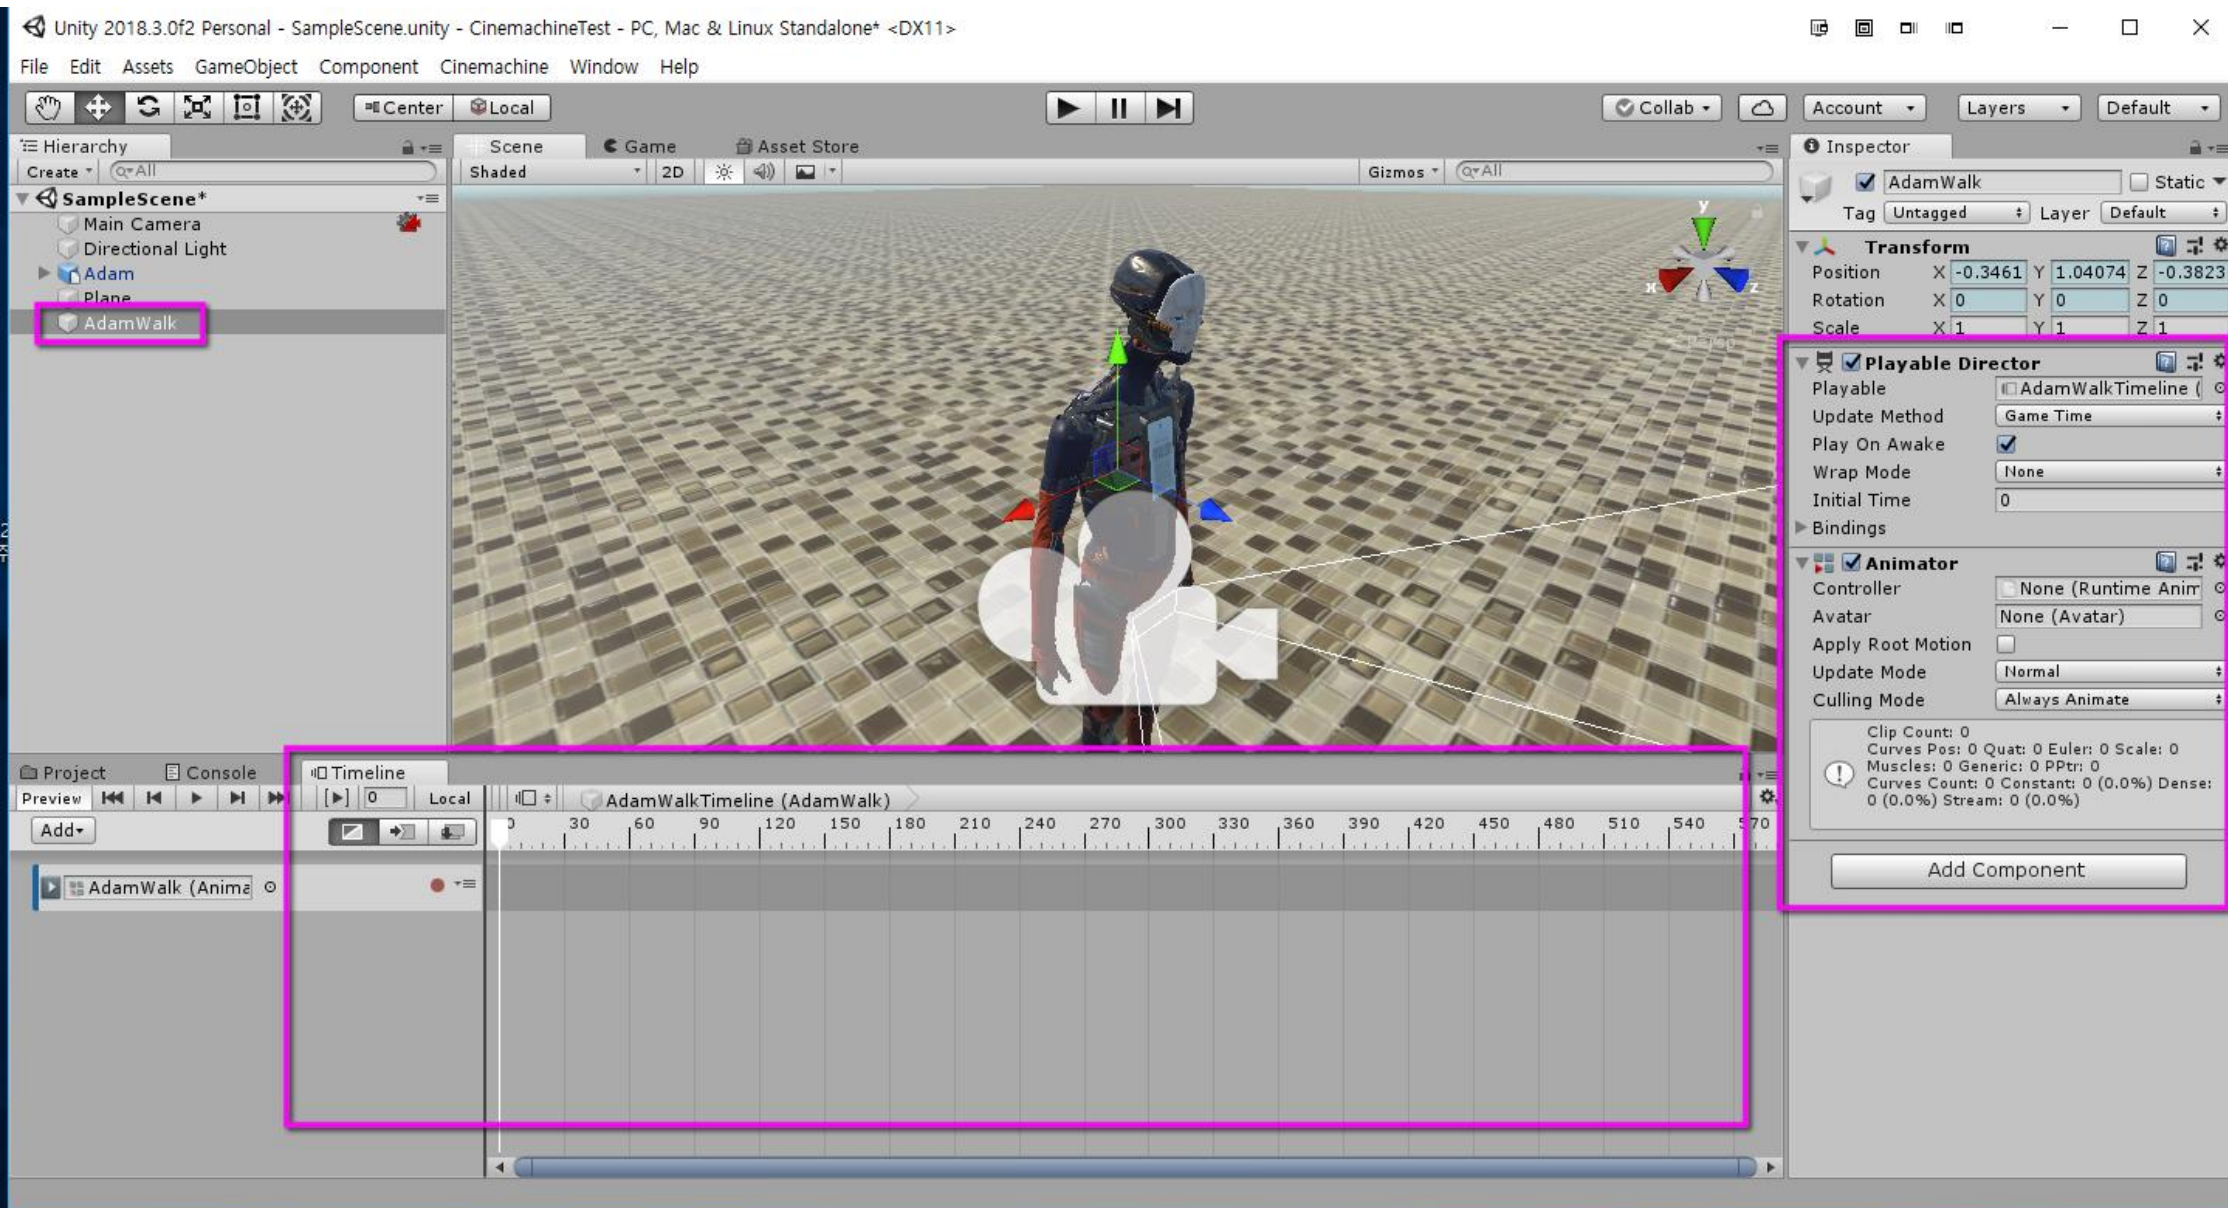 Unity 2018.3.0f2 Personal - SampleScene.unity - CinemachineTest - PC, Mac & Linux Standalone* <DX11>
File Edit Assets GameObject Component Cinemachine Window Help
Center Local Collab Account Layers Default
Hierarchy
Create All
SampleScene*
Main Camera
Directional Light
Adam
Plane
AdamWalk
Scene Game Asset Store
Shaded 2D Gizmos All
y
x z
Persp
Inspector
AdamWalk Static
Tag Untagged Layer Default
Transform
Position X -0.3461 Y 1.04074 Z -0.3823
Rotation X 0 Y 0 Z 0
Scale X 1 Y 1 Z 1
Playable Director
Playable AdamWalkTimeline (
Update Method Game Time
Play On Awake
Wrap Mode None
Initial Time 0
Bindings
Animator
Controller None (Runtime Anim
Avatar None (Avatar)
Apply Root Motion
Update Mode Normal
Culling Mode Always Animate
Clip Count: 0
Curves Pos: 0 Quat: 0 Euler: 0 Scale: 0
Muscles: 0 Generic: 0 PPtr: 0
Curves Count: 0 Constant: 0 (0.0%) Dense:
0 (0.0%) Stream: 0 (0.0%)
Add Component
Project Console Timeline
Preview 0 Local AdamWalkTimeline (AdamWalk)
Add 0 30 60 90 120 150 180 210 240 270 300 330 360 390 420 450 480 510 540 570
AdamWalk (Anima